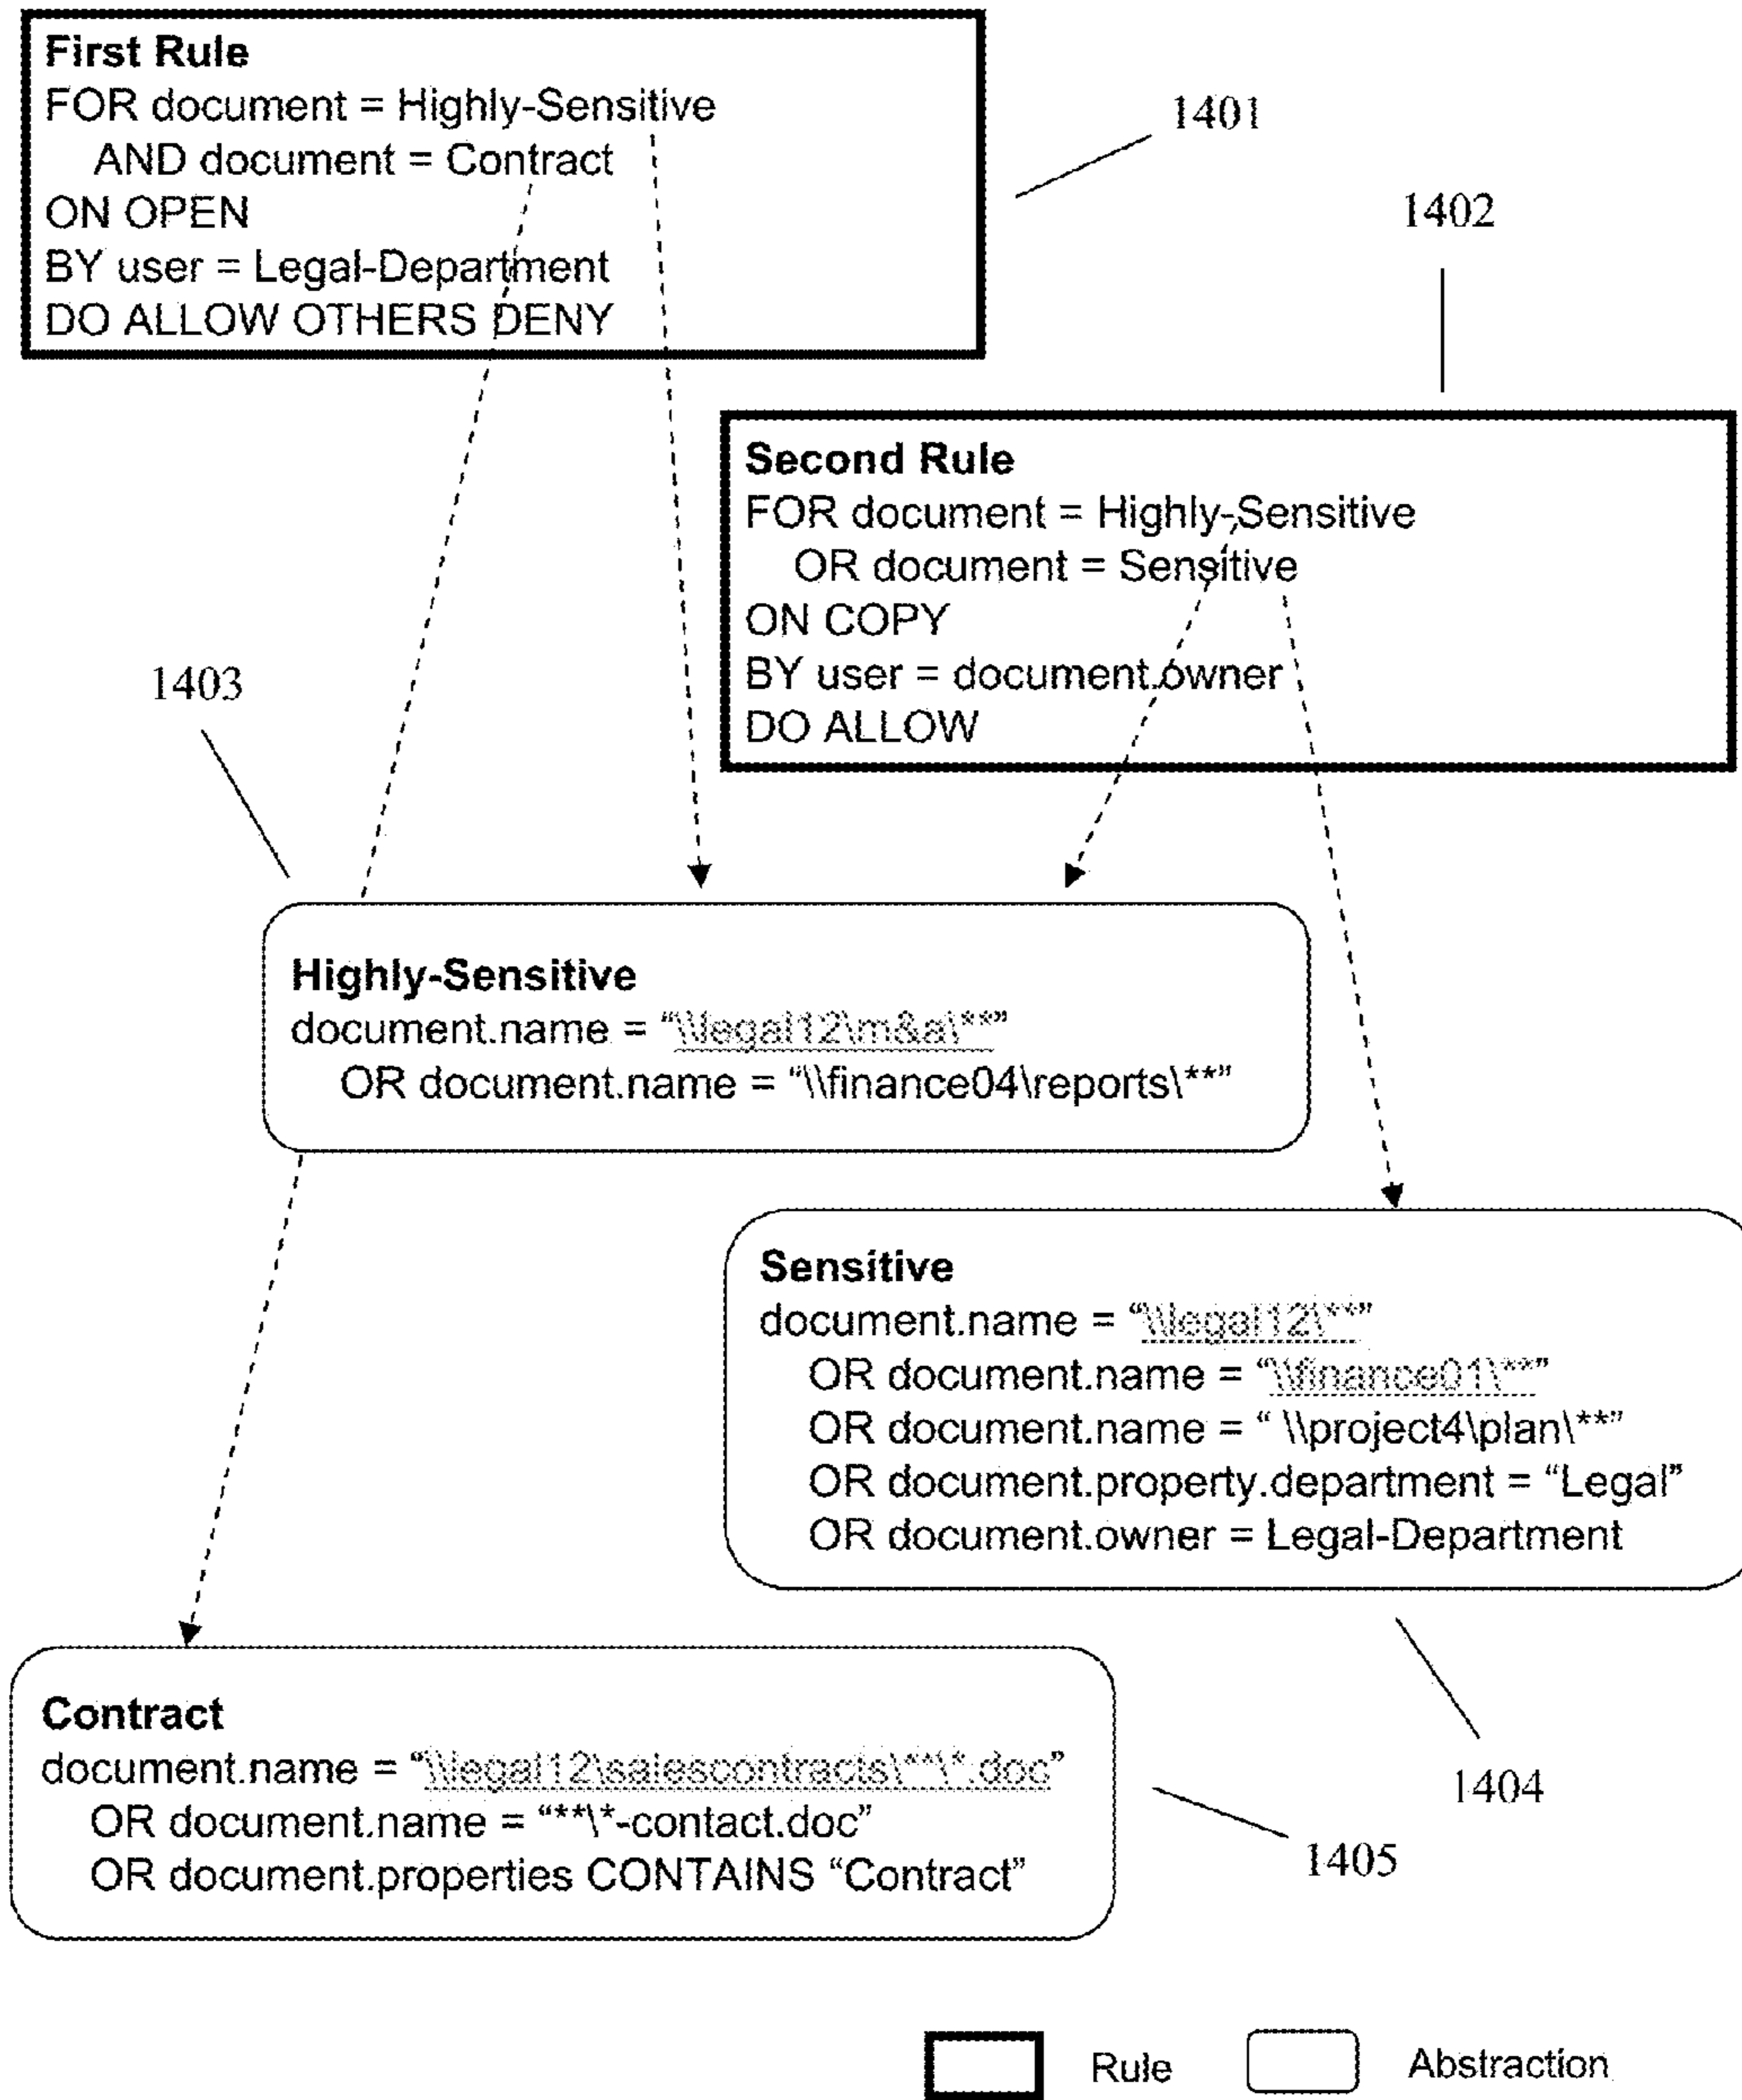 First Rule
FOR document = Highly-Sensitive
AND document = Contract
ON OPEN
BY user = Legal-Department
DO ALLOW OTHERS DENY
1401
1402
Second Rule
FOR document = Highly-Sensitive
OR document = Sensitive
ON COPY
BY user = document.owner
DO ALLOW
1403
Highly-Sensitive
document.name = “\\legal12\m&a\**”
OR document.name = “\\finance04\reports\**”
Sensitive
document.name = “\\legal12\**”
OR document.name = “\\finance01\**”
OR document.name = “ \\project4\plan\**”
OR document.property.department = “Legal”
OR document.owner = Legal-Department
1404
Contract
document.name = “\\legal12\salescontracts\**\*.doc”
OR document.name = “**\*-contact.doc”
OR document.properties CONTAINS “Contract”
1405
Rule
Abstraction